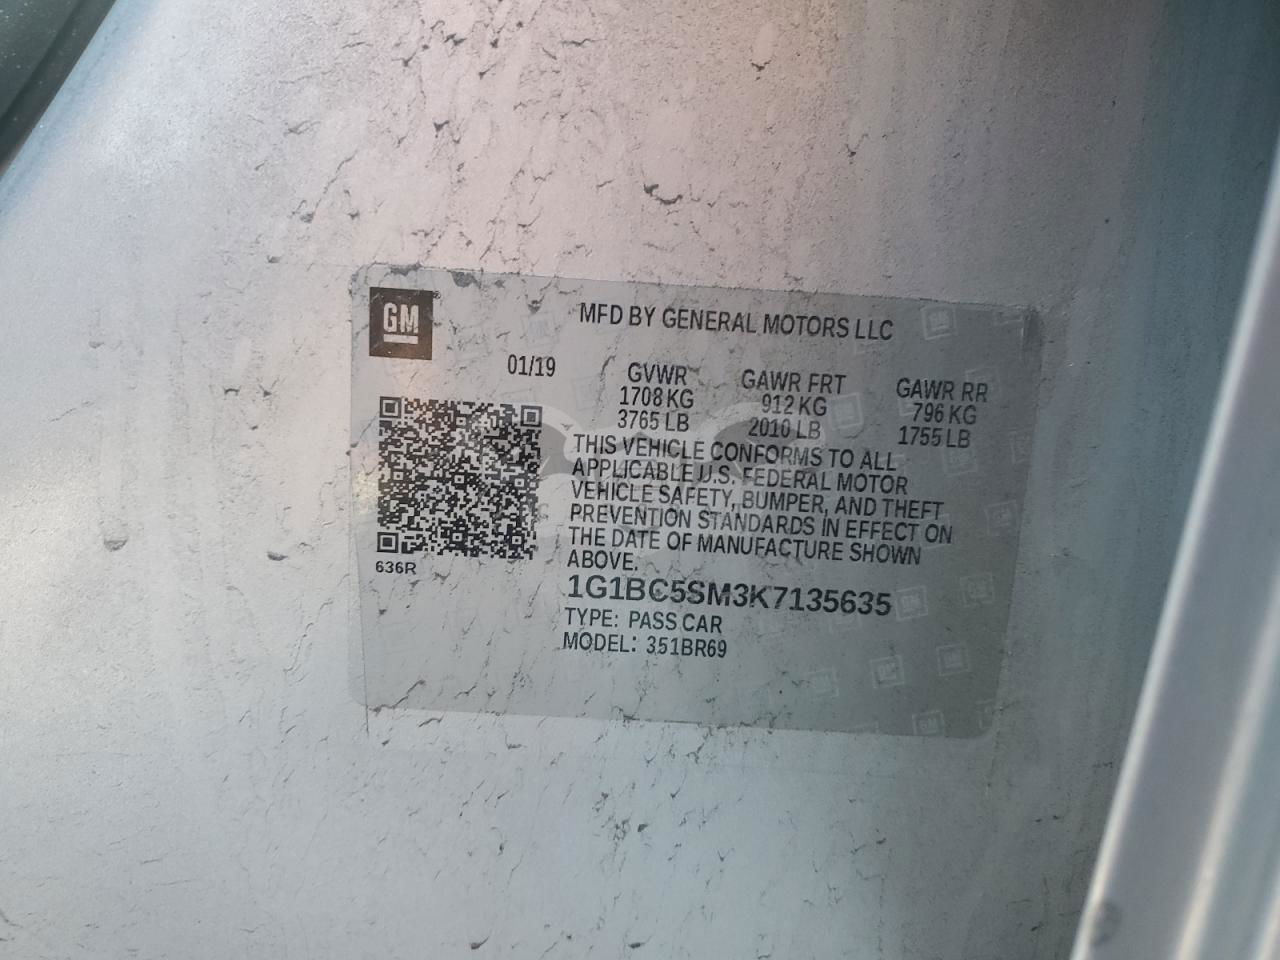 GM
MFD BY GENERAL MOTORS LLC
01/19
GVWR GAWR FRT GAWR RR
1708 KG 912 KG 796 KG
3765 LB 2010 LB 1755 LB
THIS VEHICLE CONFORMS TO ALL
APPLICABLE U.S. FEDERAL MOTOR
VEHICLE SAFETY, BUMPER, AND THEFT
PREVENTION STANDARDS IN EFFECT ON
THE DATE OF MANUFACTURE SHOWN
ABOVE.
636R
1G1BC5SM3K7135635
TYPE: PASS CAR
MODEL: 351BR69